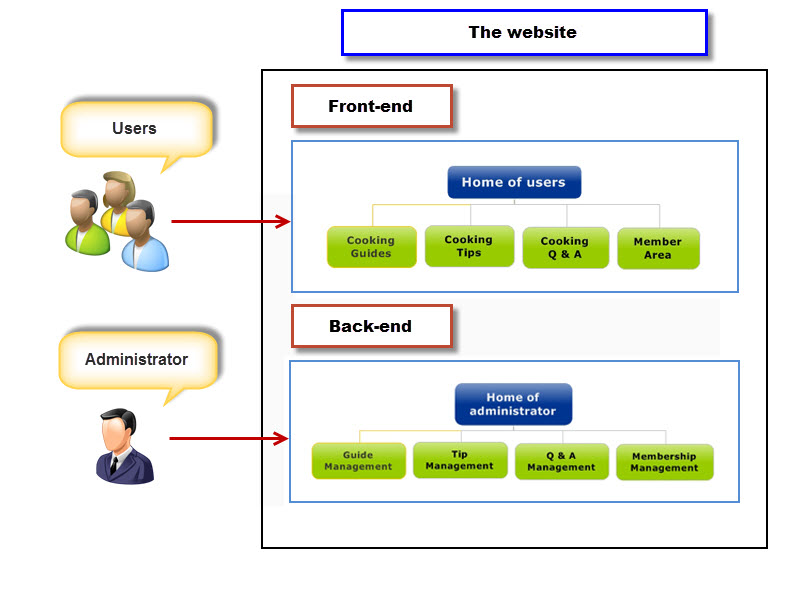 The website
Front-end
Users
Home of users
Cooking
Guides
Cooking
Tips
Cooking
Q & A
Member
Area
Back-end
Administrator
Home of
administrator
Guide
Management
Tip
Management
Q & A
Management
Membership
Management